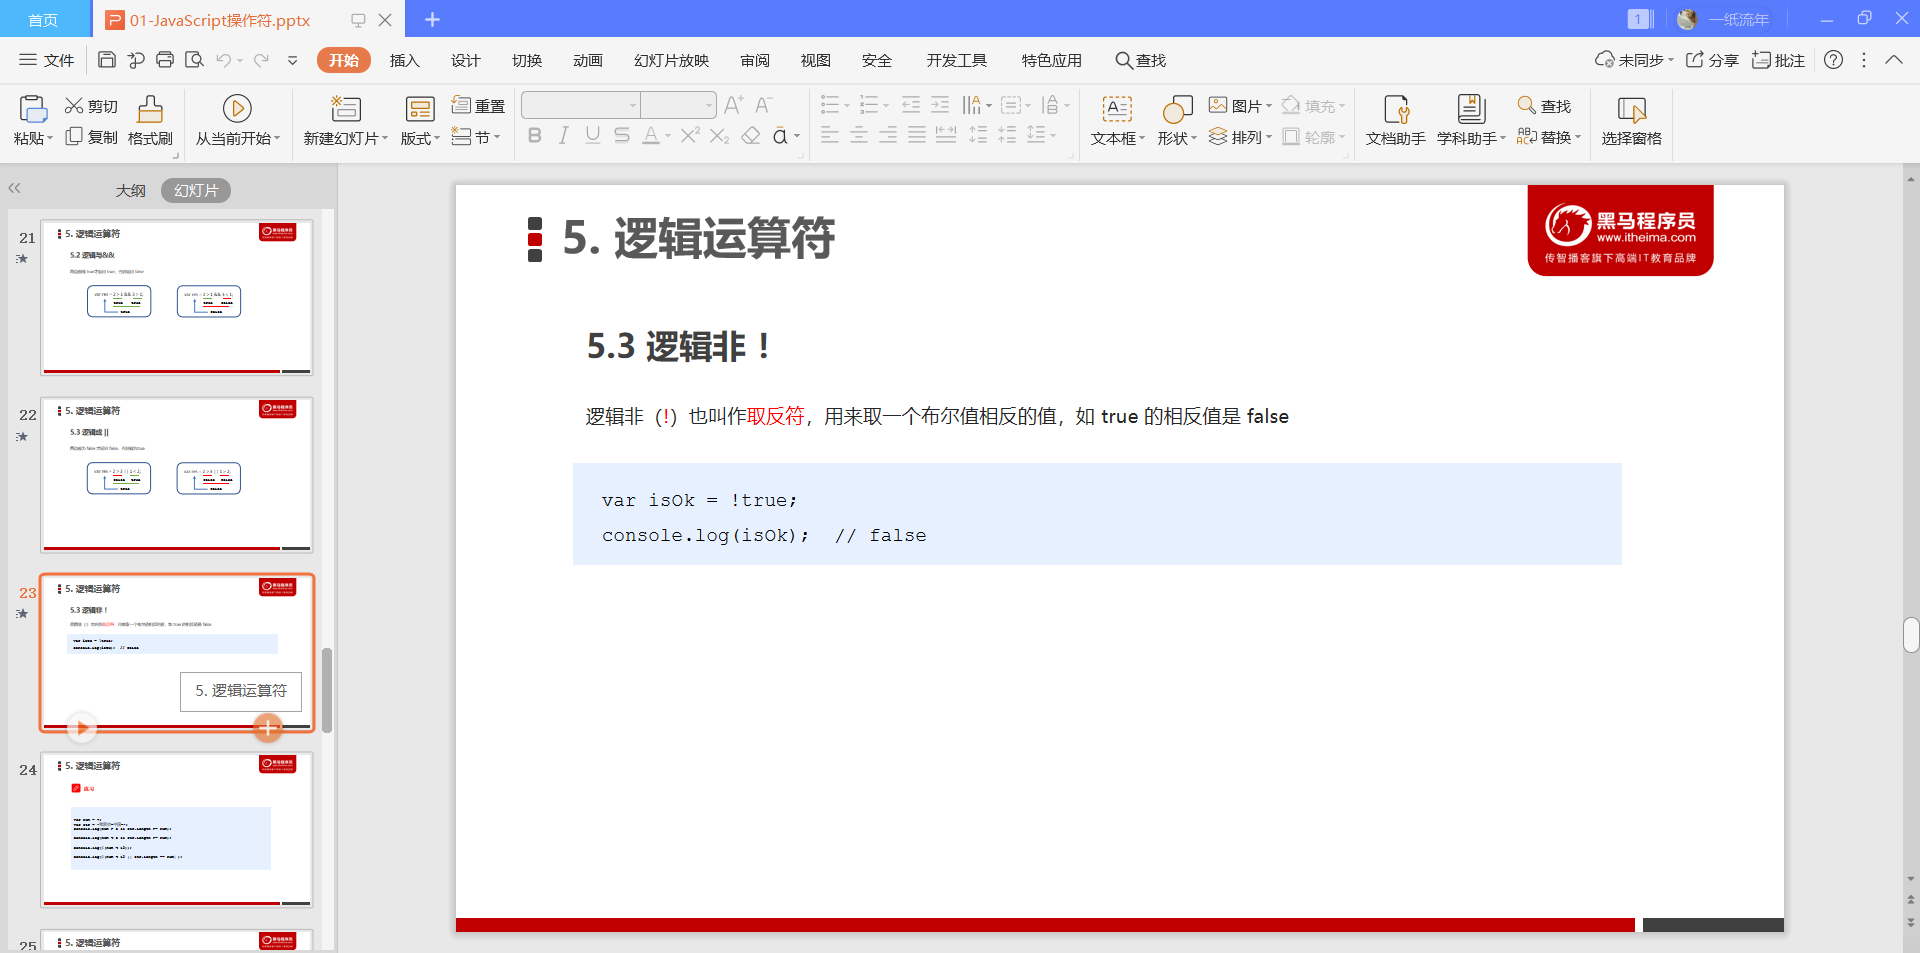 首页
01-JavaScript操作符.pptx
1
一纸流年
文件
开始
插入
设计
切换
动画
幻灯片放映
审阅
视图
安全
开发工具
特色应用
查找
未同步
分享
批注
粘贴
剪切
复制
格式刷
从当前开始
新建幻灯片
版式
重置
节
文本框
形状
图片
排列
填充
轮廓
文档助手
学科助手
查找
替换
选择窗格
大纲
幻灯片
21
5. 逻辑运算符
5.2 逻辑与&&
22
5. 逻辑运算符
5.3 逻辑或 ||
23
5. 逻辑运算符
5.3 逻辑非 !
5. 逻辑运算符
24
5. 逻辑运算符
练习
25
5. 逻辑运算符
5. 逻辑运算符
黑马程序员
www.itheima.com
传智播客旗下高端IT教育品牌
5.3 逻辑非 ！
逻辑非（!）也叫作取反符，用来取一个布尔值相反的值，如 true 的相反值是 false
var isOk = !true;
console.log(isOk);  // false